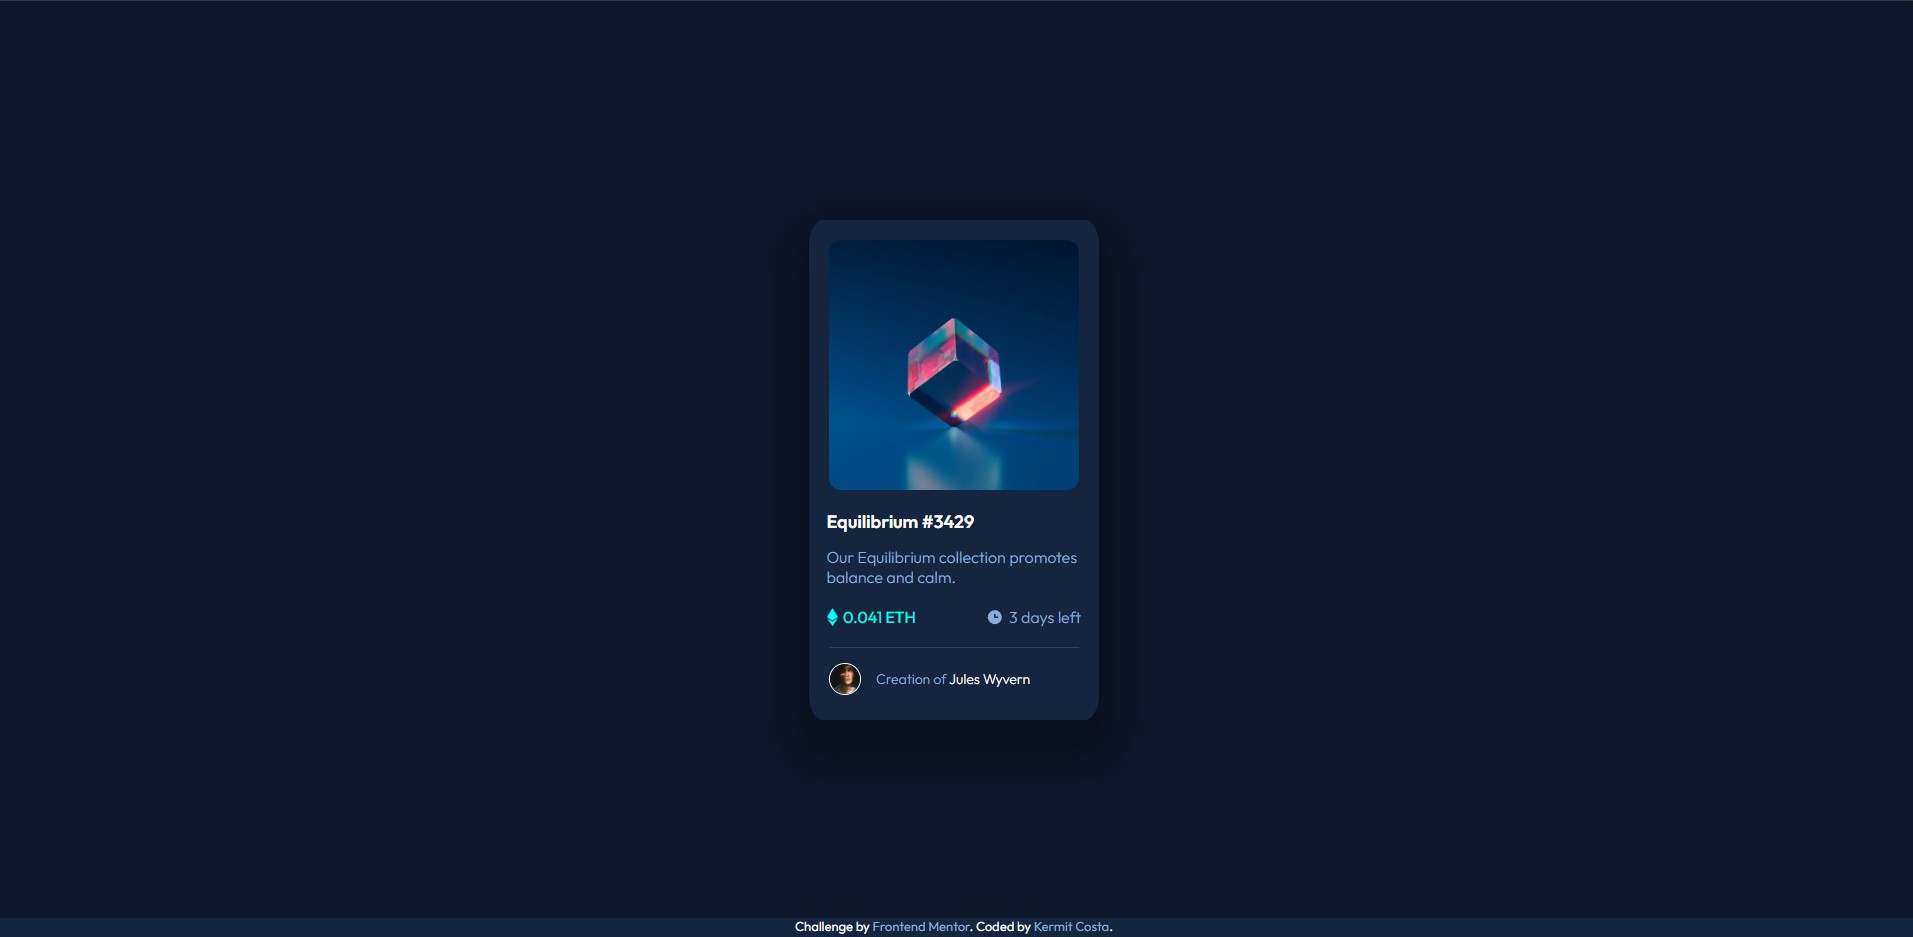 Equilibrium #3429
Our Equilibrium collection promotes
balance and calm.
0.041 ETH 3 days left
Creation of Jules Wyvern
Challenge by Frontend Mentor. Coded by Kermit Costa.